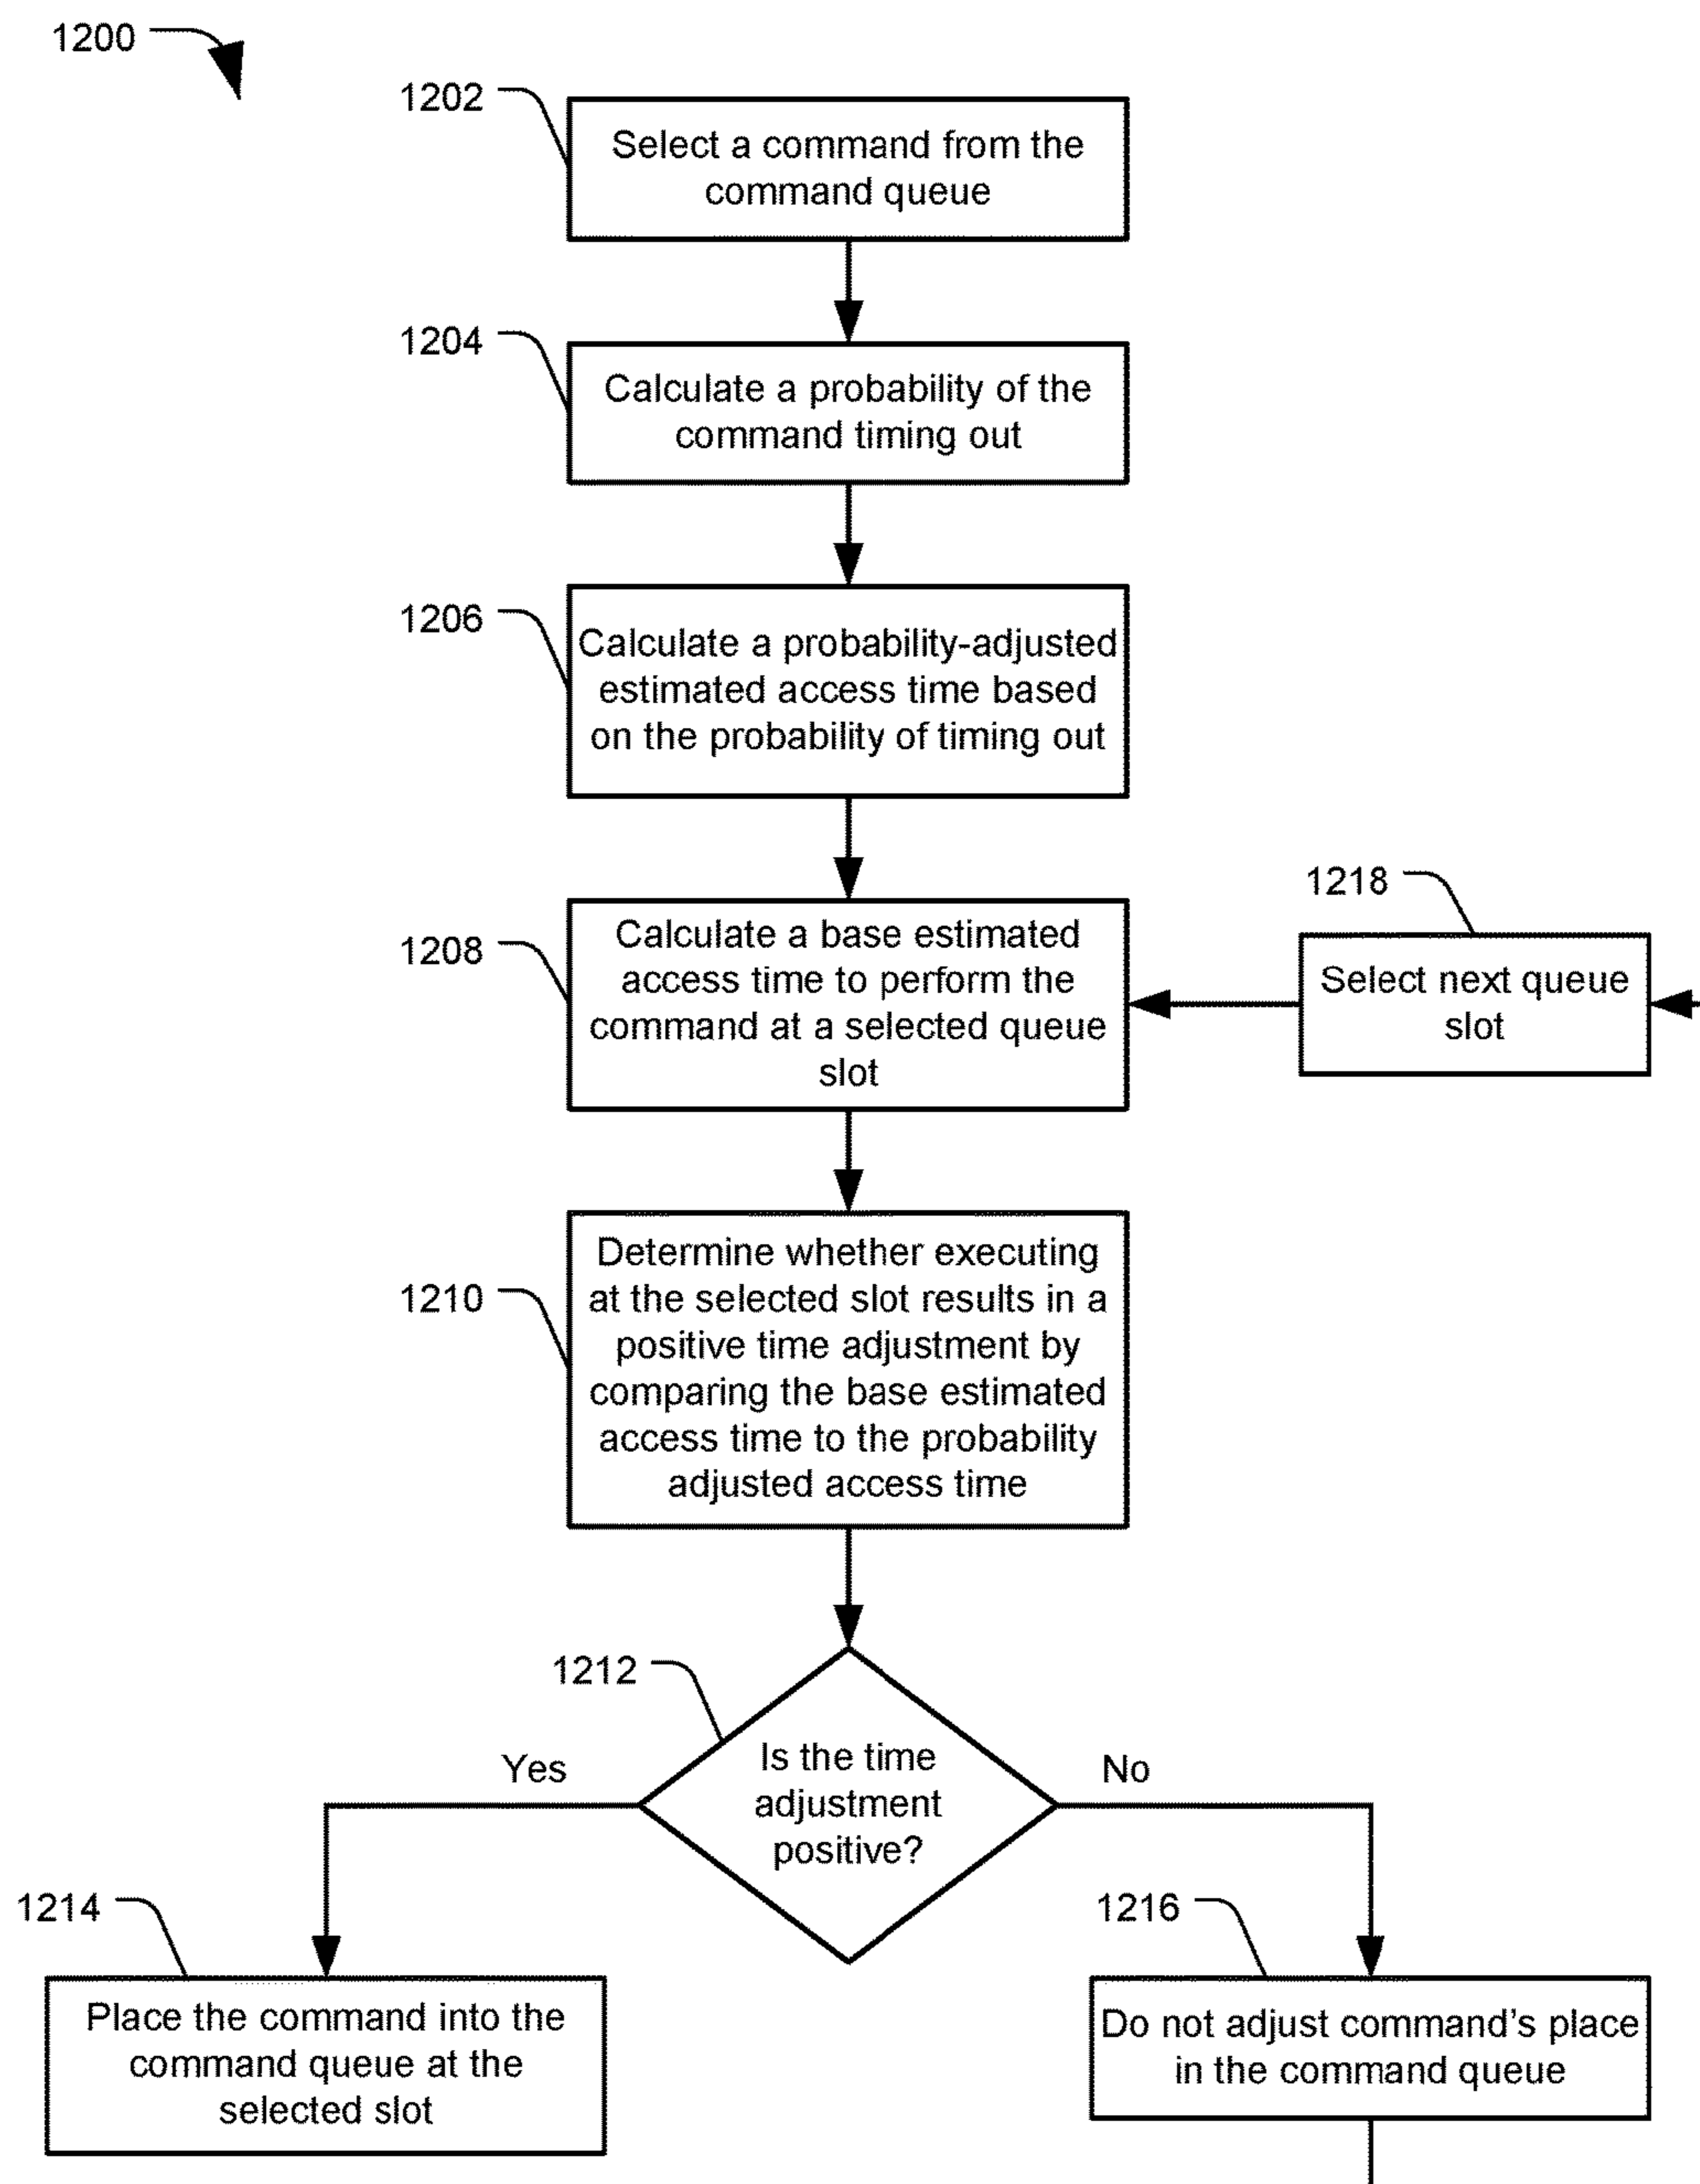 1200
1202
Select a command from the
command queue
1204
Calculate a probability of the
command timing out
1206
Calculate a probability-adjusted
estimated access time based
on the probability of timing out
1208
Calculate a base estimated
access time to perform the
command at a selected queue
slot
1218
Select next queue
slot
1210
Determine whether executing
at the selected slot results in a
positive time adjustment by
comparing the base estimated
access time to the probability
adjusted access time
1212
Is the time
adjustment
positive?
Yes
No
1214
Place the command into the
command queue at the
selected slot
1216
Do not adjust command’s place
in the command queue